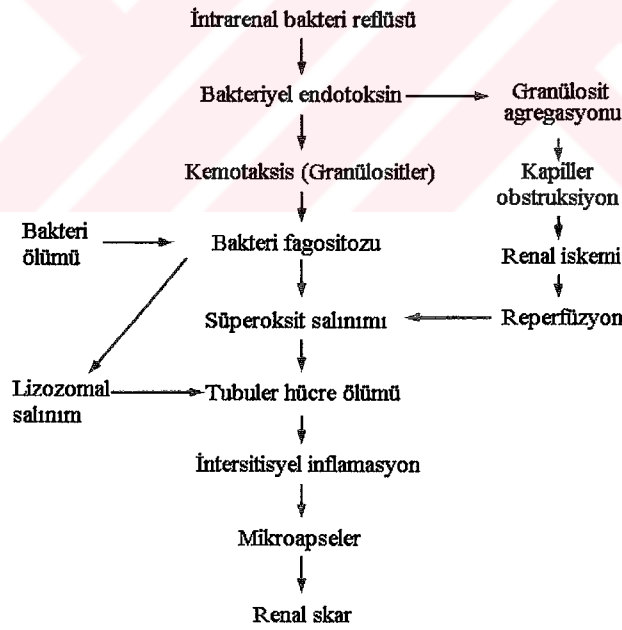 İntrarenal bakteri reflüsü
Bakteriyel endotoksin
Granülosit
agregasyonu
Kemotaksis (Granülositler)
Kapiller
obstruksiyon
Bakteri
ölümü
Bakteri fagositozu
Renal iskemi
Süperoksit salınımı
Reperfüzyon
Lizozomal
salınım
Tubuler hücre ölümü
İntersitisyel inflamasyon
Mikroapseler
Renal skar